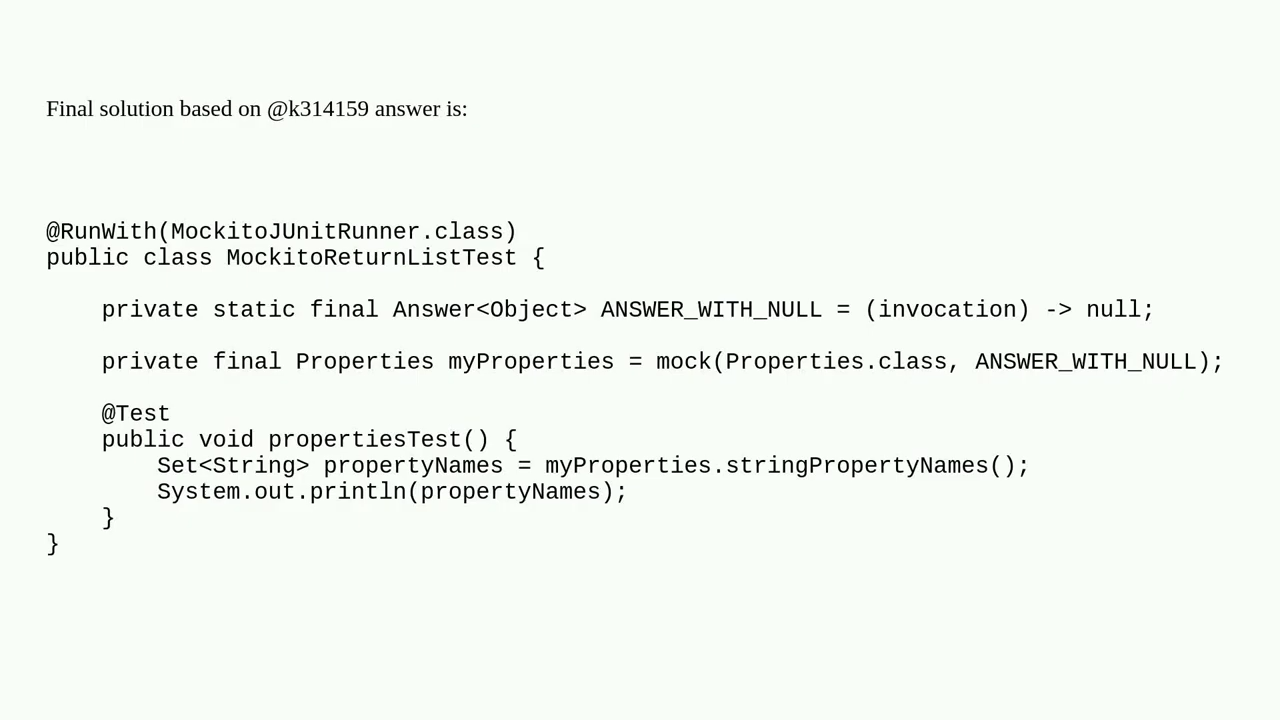 Final solution based on @k314159 answer is:
@RunWith(MockitoJUnitRunner.class)
public class MockitoReturnListTest {
    private static final Answer<Object> ANSWER_WITH_NULL = (invocation) -> null;
    private final Properties myProperties = mock(Properties.class, ANSWER_WITH_NULL);
    @Test
    public void propertiesTest() {
        Set<String> propertyNames = myProperties.stringPropertyNames();
        System.out.println(propertyNames);
    }
}